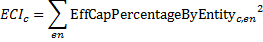 ECI_c = ∑_{en} EffCapPercentageByEntity_{c,en}²